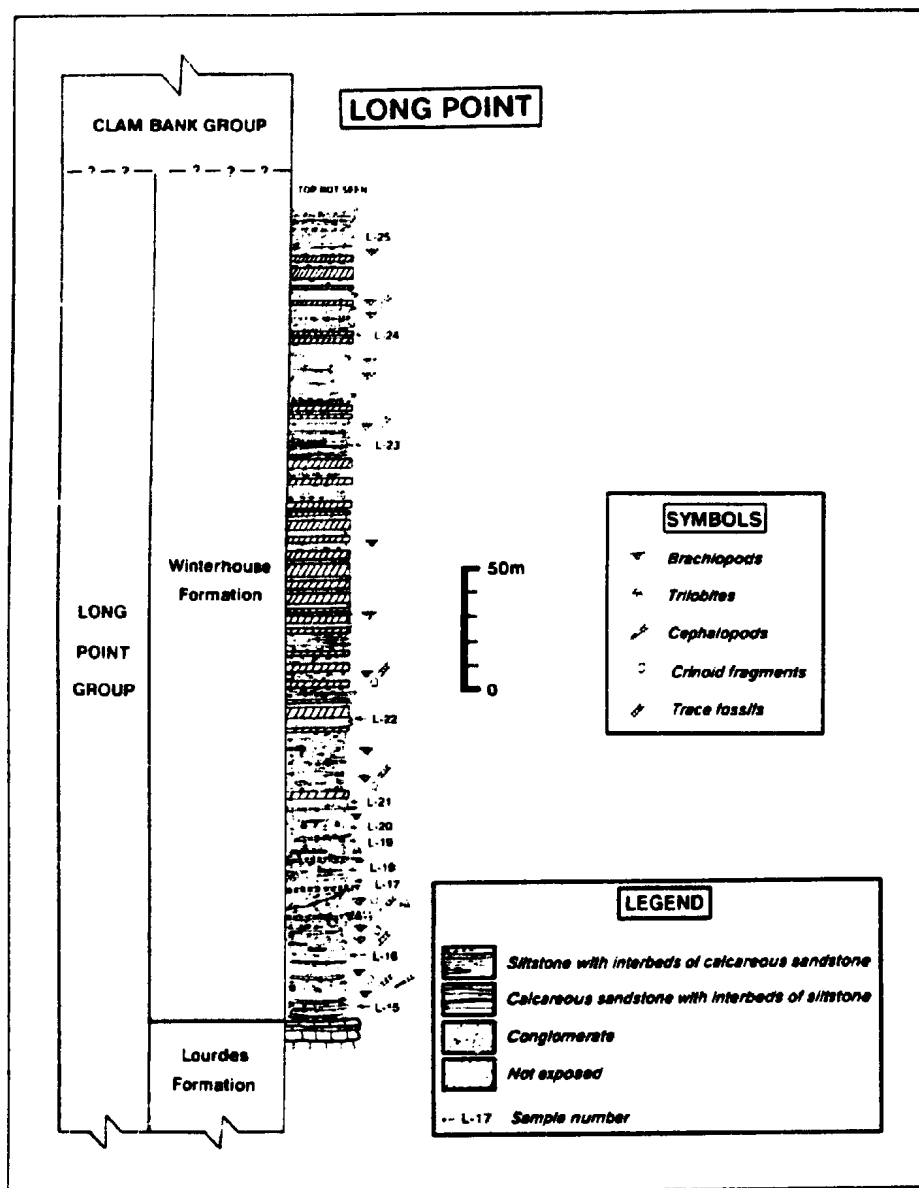 LONG POINT
CLAM BANK GROUP
- ? - ? - - ? - ? - ? -
TOP NOT SEEN
L-25
L-24
L-23
L-22
L-21
L-20
L-19
L-18
L-17
L-16
L-15
Winterhouse
Formation
LONG
POINT
GROUP
Lourdes
Formation
50m
0
SYMBOLS
Brachiopods
Trilobites
Cephalopods
Crinoid fragments
Trace fossils
LEGEND
Siltstone with interbeds of calcareous sandstone
Calcareous sandstone with interbeds of siltstone
Conglomerate
Not exposed
L-17 Sample number